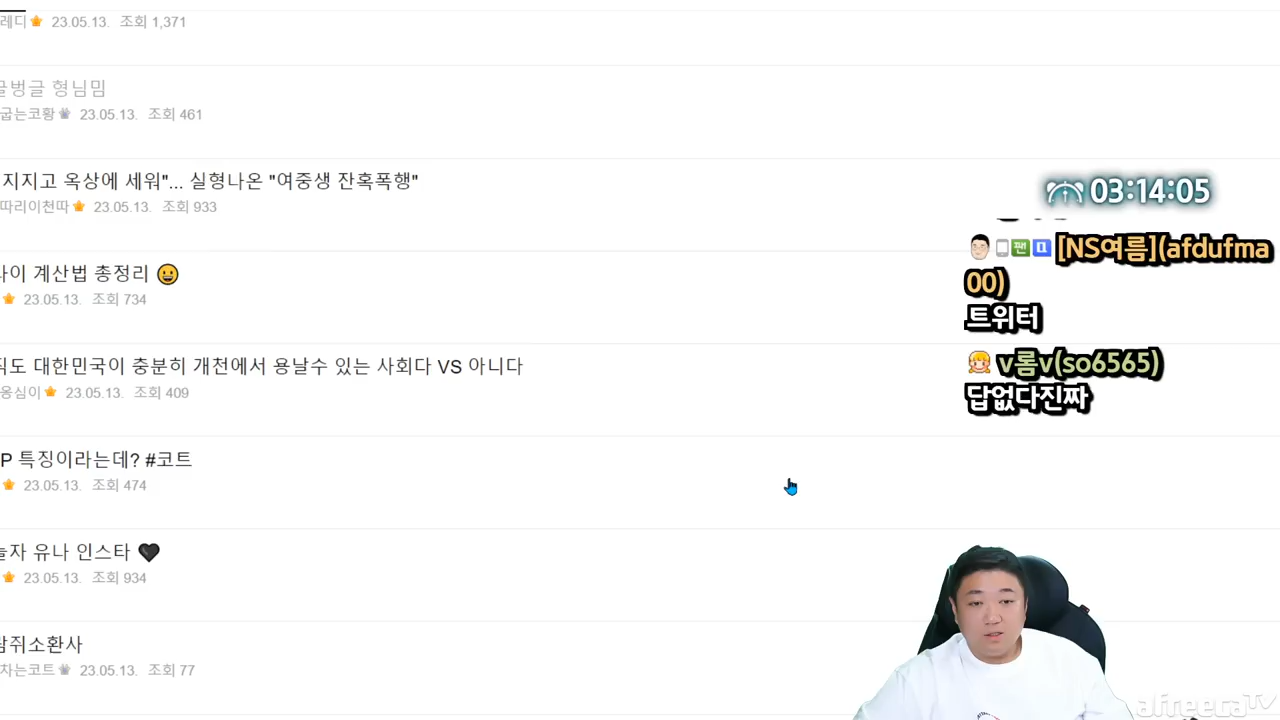 레디 23.05.13. 조회 1,371
글벙글 형님밈
굽는코황 23.05.13. 조회 461
지지고 옥상에 세워"... 실형나온 "여중생 잔혹폭행"
따리이천따 23.05.13. 조회 933
나이 계산법 총정리
23.05.13. 조회 734
직도 대한민국이 충분히 개천에서 용날수 있는 사회다 VS 아니다
옹심이 23.05.13. 조회 409
P 특징이라는데? #코트
23.05.13. 조회 474
놀자 유나 인스타
23.05.13. 조회 934
람쥐소환사
차는코트 23.05.13. 조회 77
03:14:05
팬 [NS여름](afdufma
00)
트위터
v롬v(so6565)
답없다진짜
afreecaTV